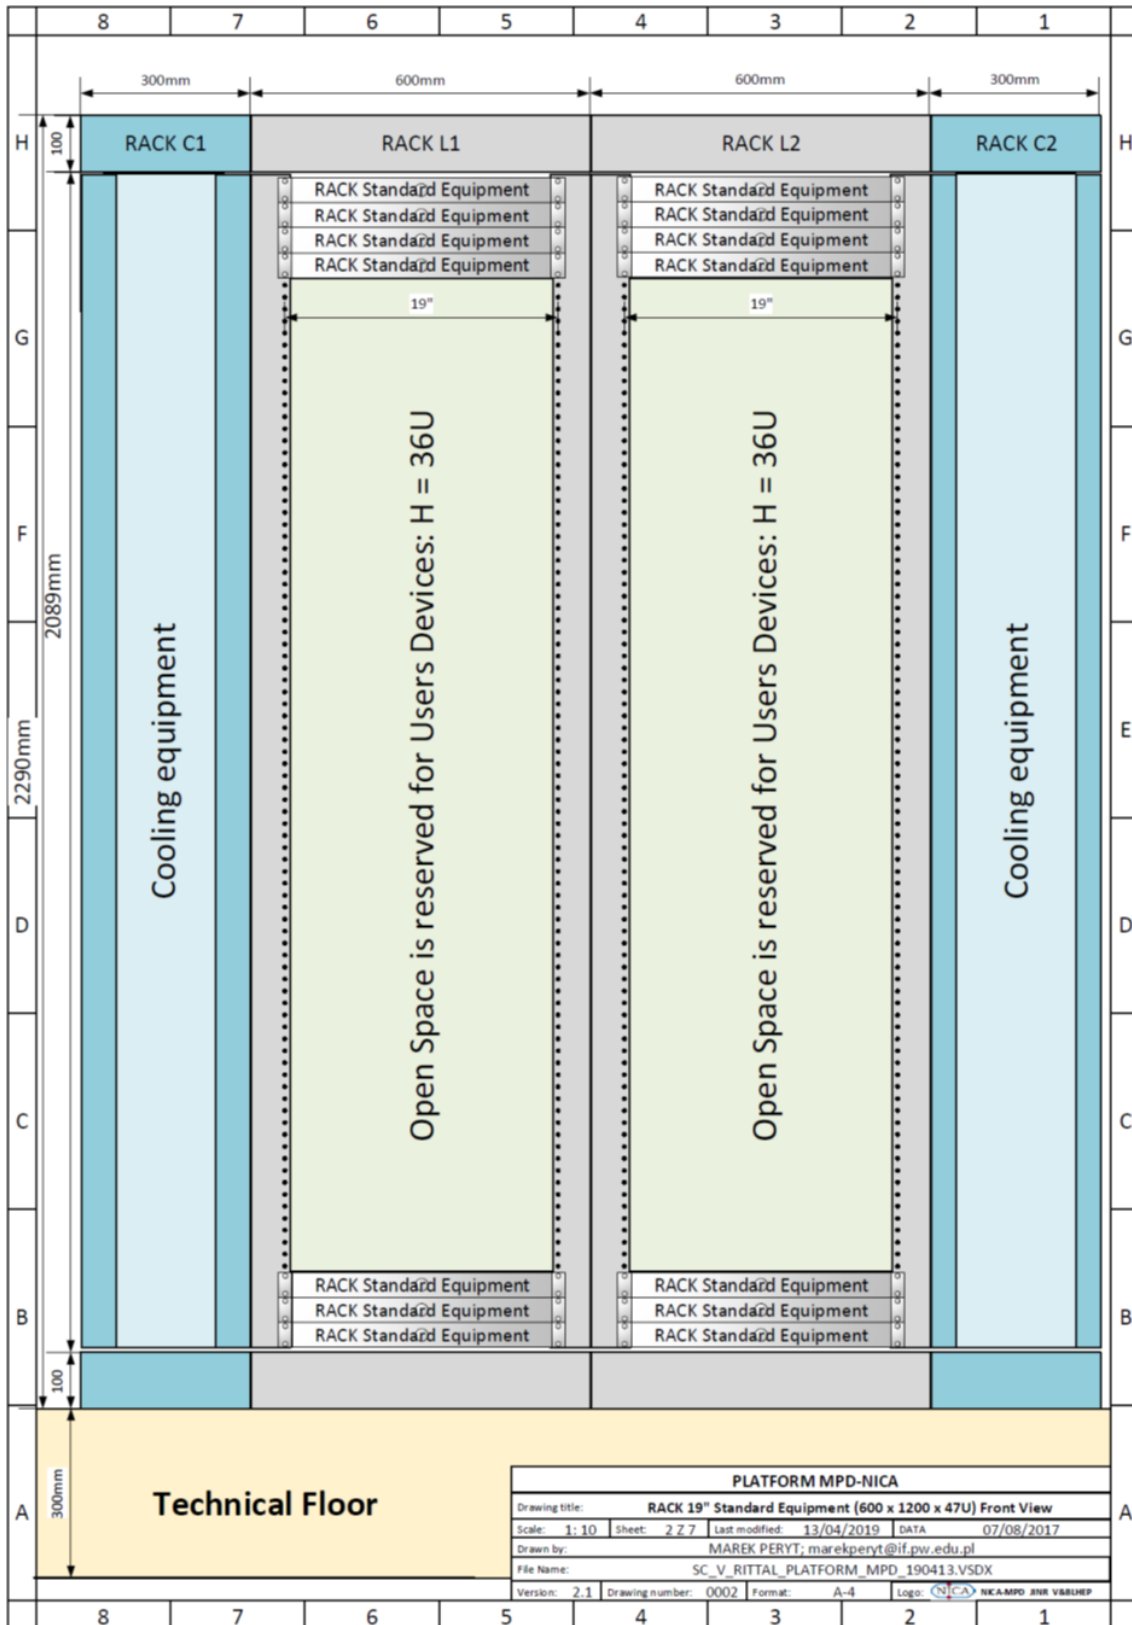 8 7 6 5 4 3 2 1
300mm 600mm 600mm 300mm
H 100 RACK C1 RACK L1 RACK L2 RACK C2 H
RACK Standard Equipment RACK Standard Equipment
RACK Standard Equipment RACK Standard Equipment
RACK Standard Equipment RACK Standard Equipment
RACK Standard Equipment RACK Standard Equipment
19" 19"
G G
F F
2089mm
2290mm
Cooling equipment
Open Space is reserved for Users Devices: H = 36U
Open Space is reserved for Users Devices: H = 36U
Cooling equipment
E E
D D
C C
RACK Standard Equipment RACK Standard Equipment
RACK Standard Equipment RACK Standard Equipment
RACK Standard Equipment RACK Standard Equipment
B B
100
300mm
A Technical Floor A
PLATFORM MPD-NICA
Drawing title: RACK 19" Standard Equipment (600 x 1200 x 47U) Front View
Scale: 1: 10 Sheet: 2 Z 7 Last modified: 13/04/2019 DATA 07/08/2017
Drawn by: MAREK PERYT; marekperyt@if.pw.edu.pl
File Name: SC_V_RITTAL_PLATFORM_MPD_190413.VSDX
Version: 2.1 Drawing number: 0002 Format: A-4 Logo: NICA NICA-MPD JINR V&BLHEP
8 7 6 5 4 3 2 1